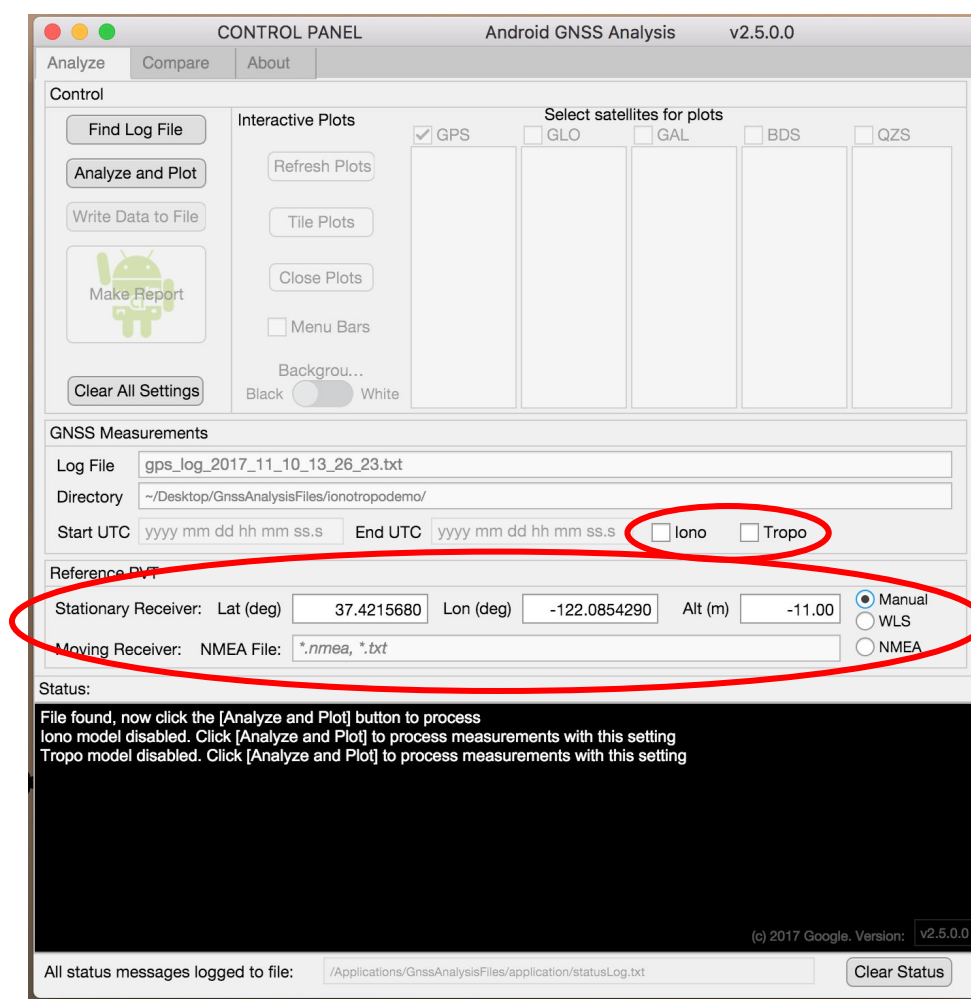 CONTROL PANEL Android GNSS Analysis v2.5.0.0
Analyze Compare About
Control
Find Log File
Analyze and Plot
Write Data to File
Make Report
Clear All Settings
Interactive Plots
Refresh Plots
Tile Plots
Close Plots
Menu Bars
Backgrou...
Black White
Select satellites for plots
GPS GLO GAL BDS QZS
GNSS Measurements
Log File gps_log_2017_11_10_13_26_23.txt
Directory ~/Desktop/GnssAnalysisFiles/ionotropodemo/
Start UTC yyyy mm dd hh mm ss.s End UTC yyyy mm dd hh mm ss.s Iono Tropo
Reference PVT
Stationary Receiver: Lat (deg) 37.4215680 Lon (deg) -122.0854290 Alt (m) -11.00 Manual
WLS
Moving Receiver: NMEA File: *.nmea, *.txt NMEA
Status:
File found, now click the [Analyze and Plot] button to process
Iono model disabled. Click [Analyze and Plot] to process measurements with this setting
Tropo model disabled. Click [Analyze and Plot] to process measurements with this setting
(c) 2017 Google. Version: v2.5.0.0
All status messages logged to file: /Applications/GnssAnalysisFiles/application/statusLog.txt Clear Status